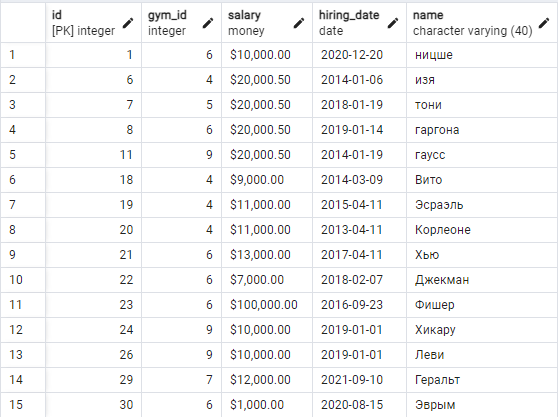 id gym_id salary hiring_date name
[PK] integer integer money date character varying (40)
1 1 6 $10,000.00 2020-12-20 ницше
2 6 4 $20,000.50 2014-01-06 изя
3 7 5 $20,000.50 2018-01-19 тони
4 8 6 $20,000.50 2019-01-14 гаргона
5 11 9 $20,000.50 2014-01-19 гаусс
6 18 4 $9,000.00 2014-03-09 Вито
7 19 4 $11,000.00 2015-04-11 Эсраэль
8 20 4 $11,000.00 2013-04-11 Корлеоне
9 21 6 $13,000.00 2017-04-11 Хью
10 22 6 $7,000.00 2018-02-07 Джекман
11 23 6 $100,000.00 2016-09-23 Фишер
12 24 9 $10,000.00 2019-01-01 Хикару
13 26 9 $10,000.00 2019-01-01 Леви
14 29 7 $12,000.00 2021-09-10 Геральт
15 30 6 $1,000.00 2020-08-15 Эврым